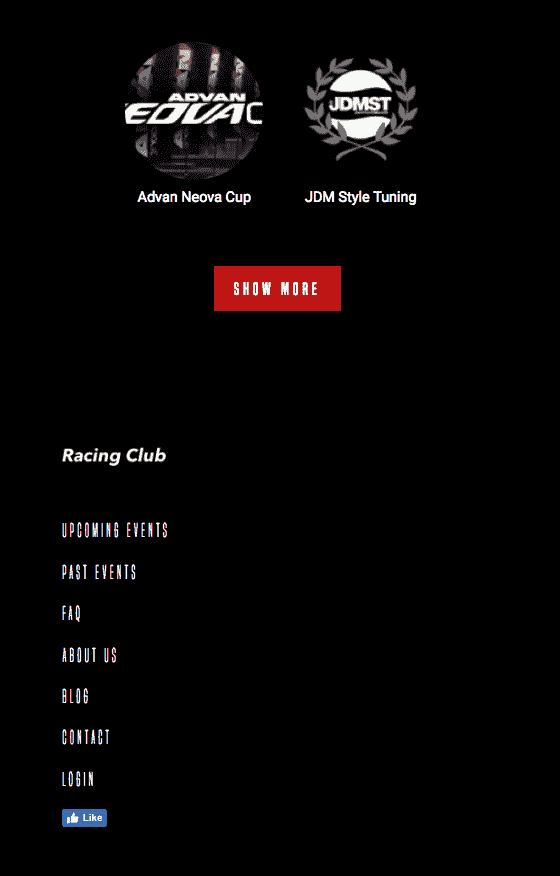 ADVAN
EOVA C
JDMST
Advan Neova Cup
JDM Style Tuning
SHOW MORE
Racing Club
UPCOMING EVENTS
PAST EVENTS
FAQ
ABOUT US
BLOG
CONTACT
LOGIN
Like